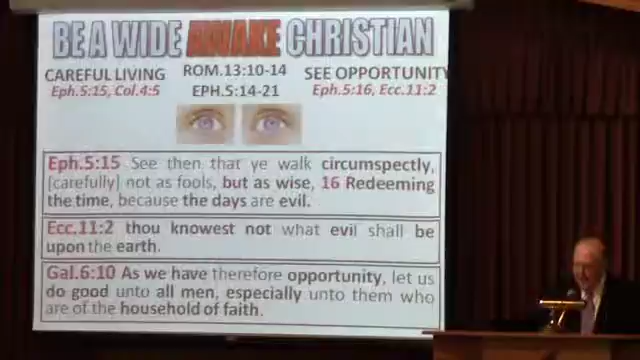 BE A WIDE AWAKE CHRISTIAN
CAREFUL LIVING
Eph.5:15, Col.4:5
ROM.13:10-14
EPH.5:14-21
SEE OPPORTUNITY
Eph.5:16, Ecc.11:2
Eph.5:15 See then that ye walk circumspectly,
[carefully] not as fools, but as wise, 16 Redeeming
the time, because the days are evil.
Ecc.11:2 thou knowest not what evil shall be
upon the earth.
Gal.6:10 As we have therefore opportunity, let us
do good unto all men, especially unto them who
are of the household of faith.